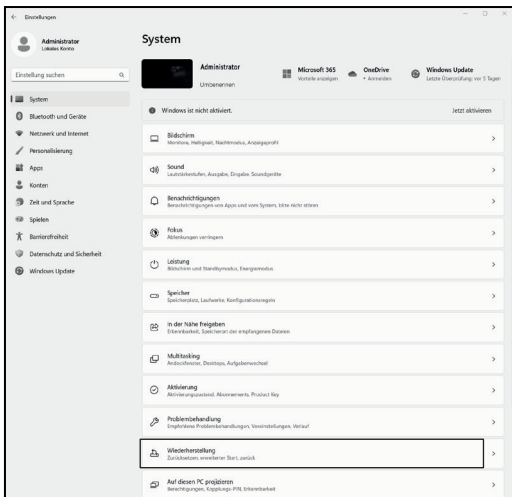 Einstellungen
Administrator
Lokales Konto
Einstellung suchen
System
Bluetooth und Geräte
Netzwerk und Internet
Personalisierung
Apps
Konten
Zeit und Sprache
Spielen
Barrierefreiheit
Datenschutz und Sicherheit
Windows Update
System
Administrator
Umbenennen
Microsoft 365
Vorteile anzeigen
OneDrive
• Anmelden
Windows Update
Letzte Überprüfung: vor 5 Tagen
Windows ist nicht aktiviert.
Jetzt aktivieren
Bildschirm
Monitore, Helligkeit, Nachtmodus, Anzeigeprofil
Sound
Lautstärkestufen, Ausgabe, Eingabe, Soundgeräte
Benachrichtigungen
Benachrichtigungen von Apps und vom System, bitte nicht stören
Fokus
Ablenkungen verringern
Leistung
Bildschirm und Standbymodus, Energiemodus
Speicher
Speicherplatz, Laufwerke, Konfigurationsregeln
In der Nähe freigeben
Erkennbarkeit, Speicherort der empfangenen Dateien
Multitasking
Andockfenster, Desktops, Aufgabenwechsel
Aktivierung
Aktivierungszustand, Abonnements, Product Key
Problembehandlung
Empfohlene Problembehandlungen, Voreinstellungen, Verlauf
Wiederherstellung
Zurücksetzen, erweiterter Start, zurück
Auf diesen PC projizieren
Berechtigungen, Kopplungs-PIN, Erkennbarkeit